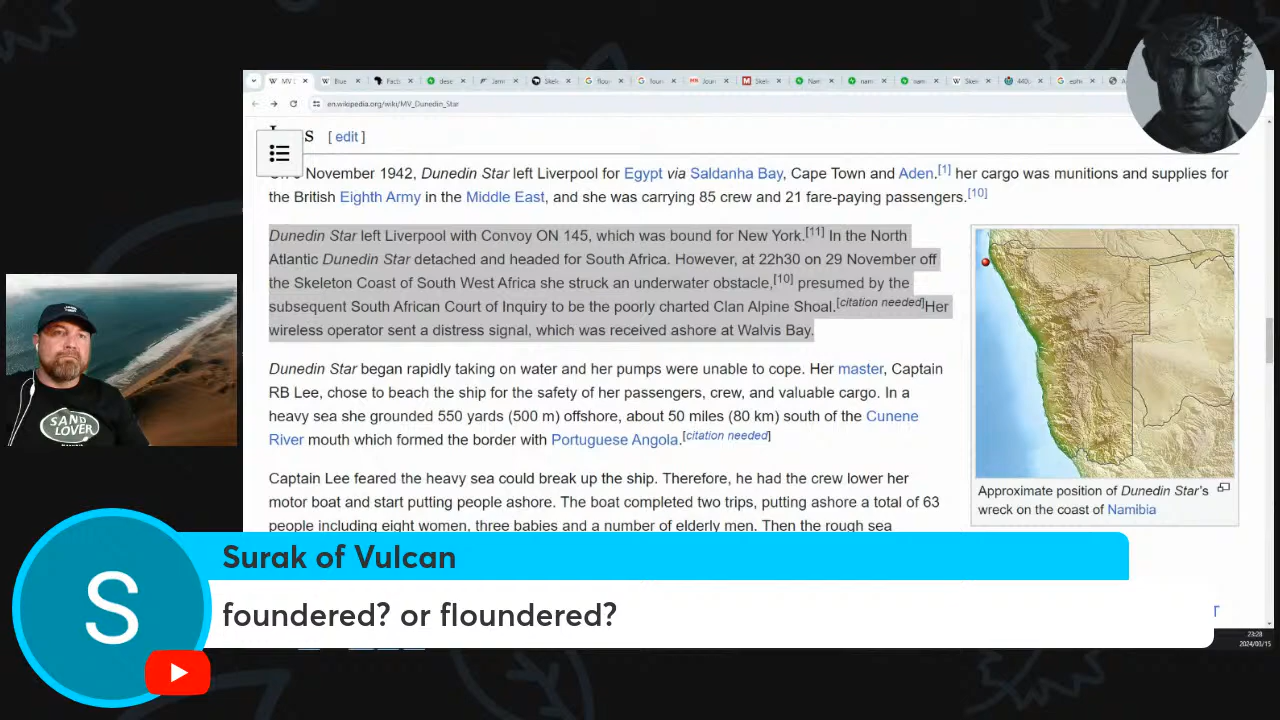 en.wikipedia.org/wiki/MV_Dunedin_Star
[ edit ]
November 1942, Dunedin Star left Liverpool for Egypt via Saldanha Bay, Cape Town and Aden.[1] her cargo was munitions and supplies for
the British Eighth Army in the Middle East, and she was carrying 85 crew and 21 fare-paying passengers.[10]
Dunedin Star left Liverpool with Convoy ON 145, which was bound for New York.[11] In the North
Atlantic Dunedin Star detached and headed for South Africa. However, at 22h30 on 29 November off
the Skeleton Coast of South West Africa she struck an underwater obstacle,[10] presumed by the
subsequent South African Court of Inquiry to be the poorly charted Clan Alpine Shoal.[citation needed]Her
wireless operator sent a distress signal, which was received ashore at Walvis Bay.
Dunedin Star began rapidly taking on water and her pumps were unable to cope. Her master, Captain
RB Lee, chose to beach the ship for the safety of her passengers, crew, and valuable cargo. In a
heavy sea she grounded 550 yards (500 m) offshore, about 50 miles (80 km) south of the Cunene
River mouth which formed the border with Portuguese Angola.[citation needed]
Captain Lee feared the heavy sea could break up the ship. Therefore, he had the crew lower her
motor boat and start putting people ashore. The boat completed two trips, putting ashore a total of 63
people including eight women, three babies and a number of elderly men. Then the rough sea
Approximate position of Dunedin Star's
wreck on the coast of Namibia
SAND
LOVER
S
Surak of Vulcan
foundered? or floundered?
23:28
2024/03/15